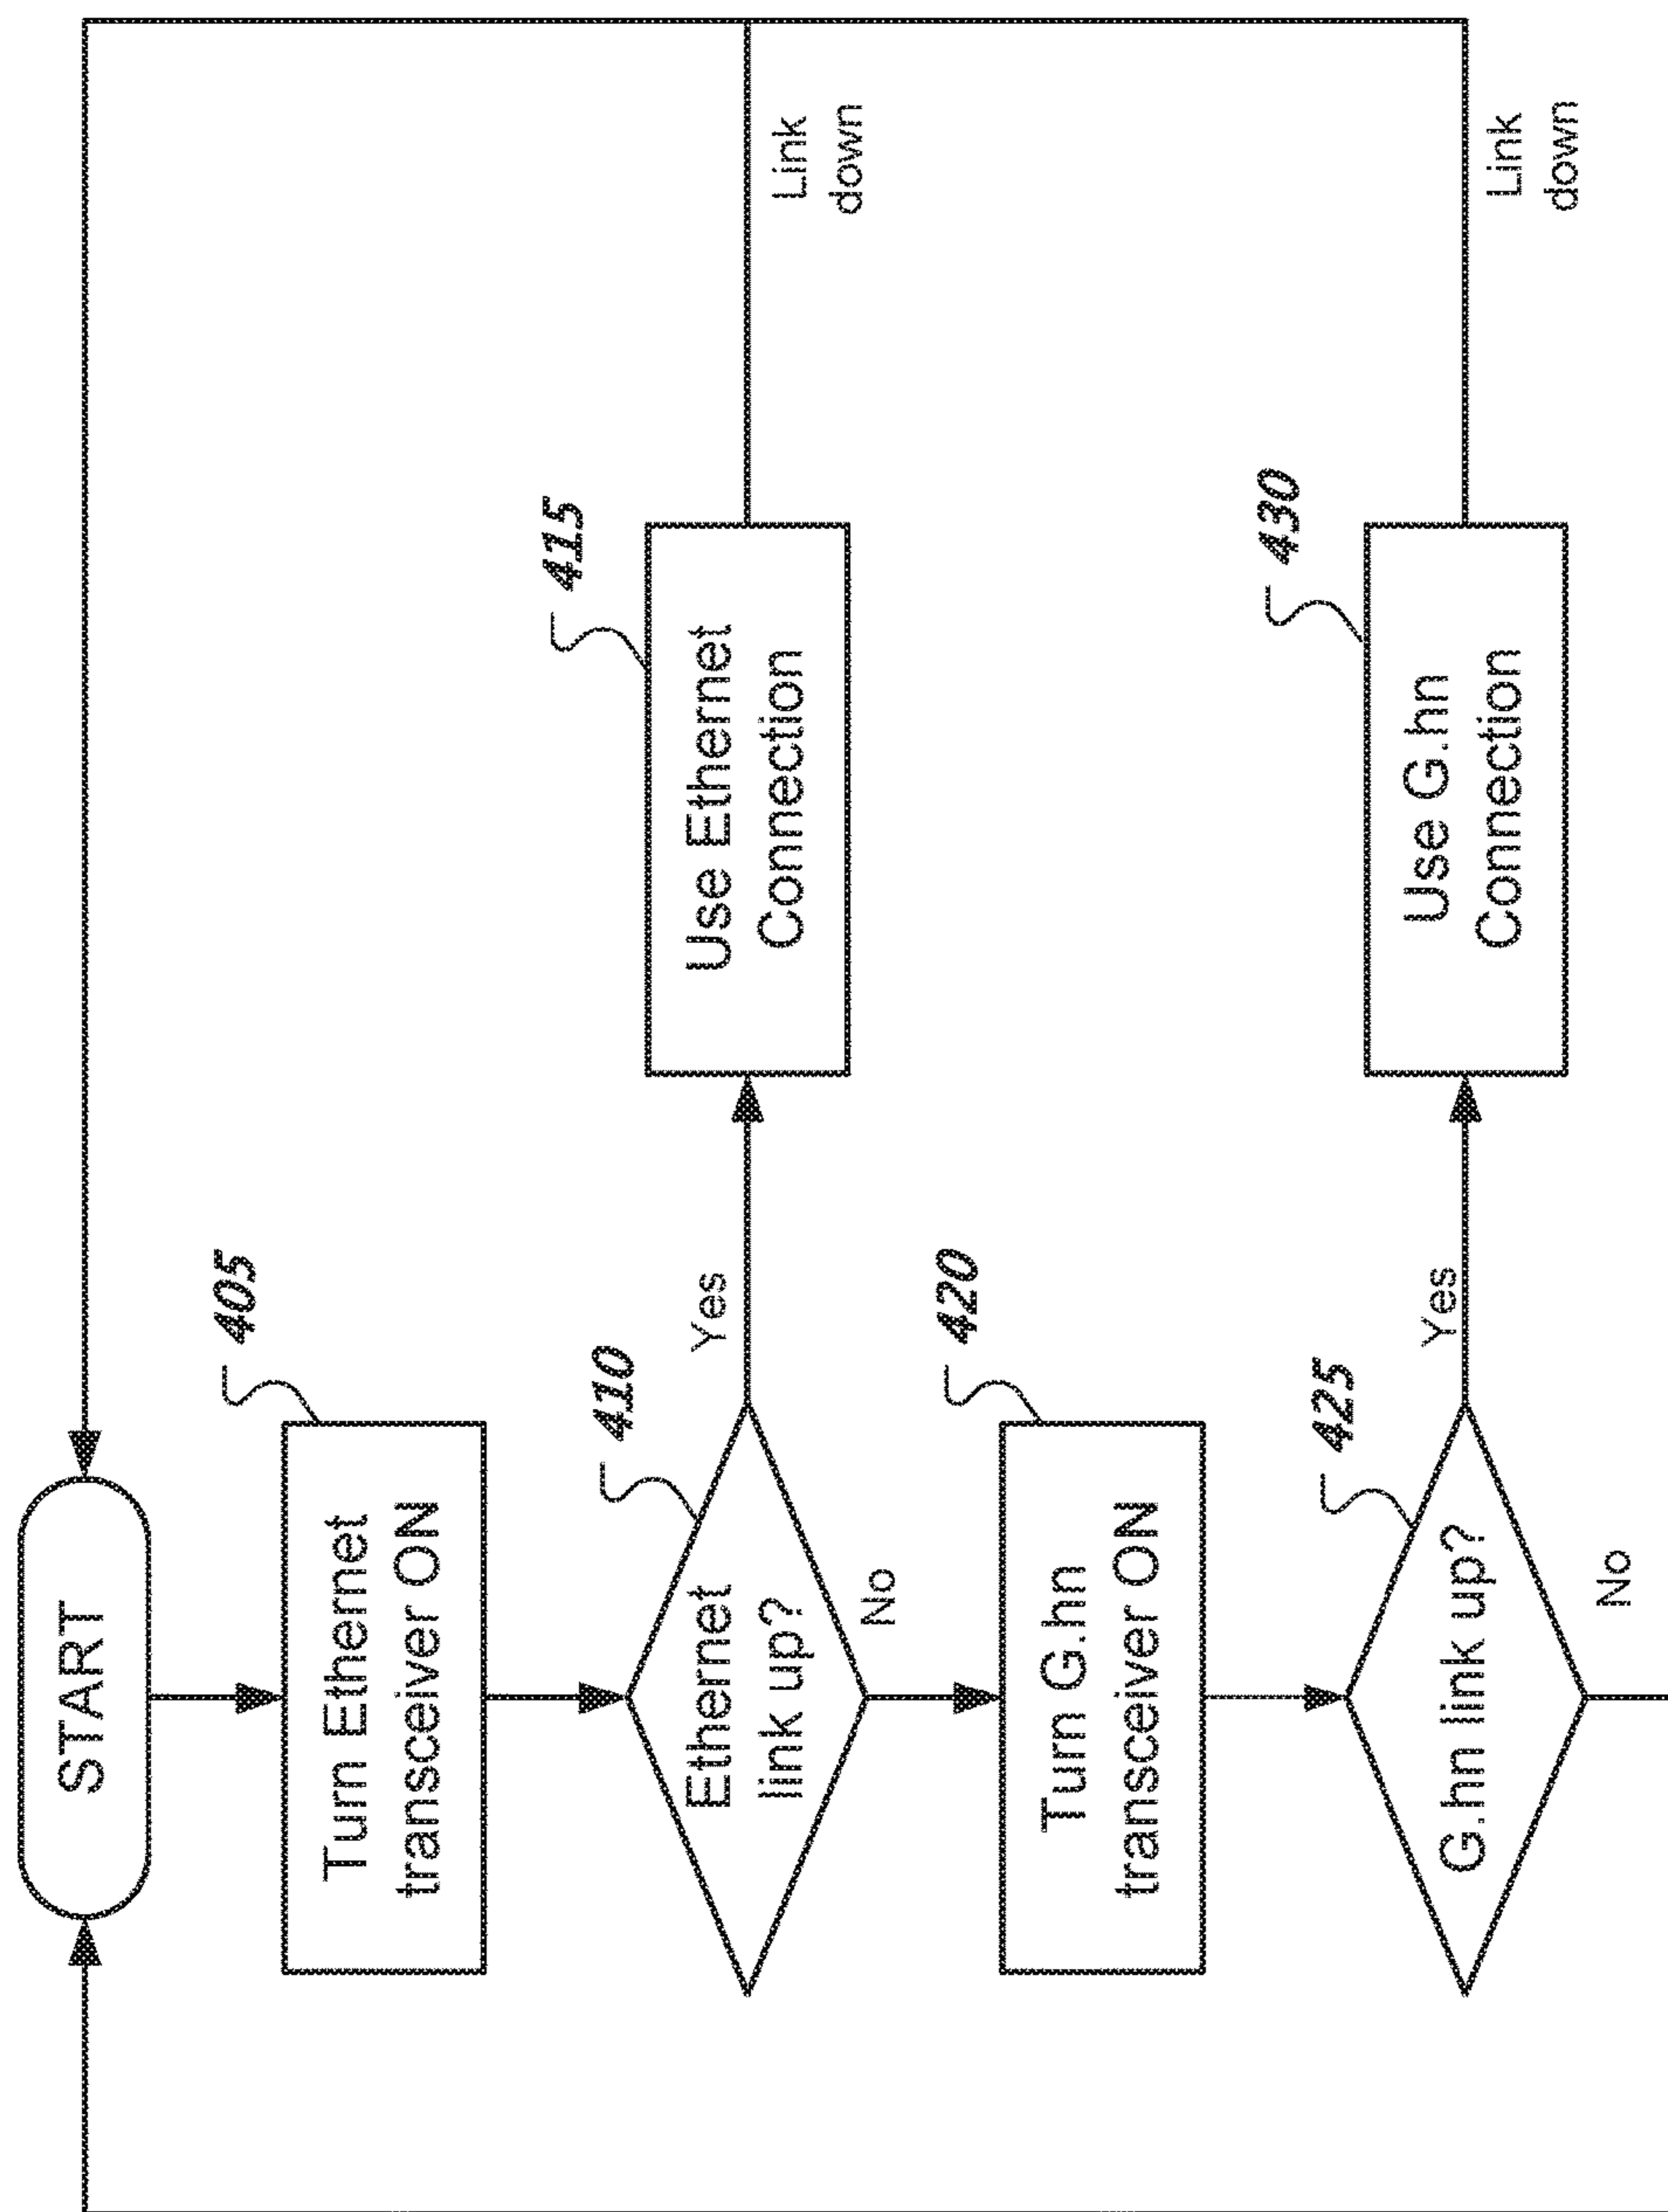 START
405
Turn Ethernet
transceiver ON
410
Ethernet
link up?
Yes
415
Use Ethernet
Connection
Link
down
No
420
Turn G.hn
transceiver ON
425
G.hn link up?
Yes
430
Use G.hn
Connection
Link
down
No